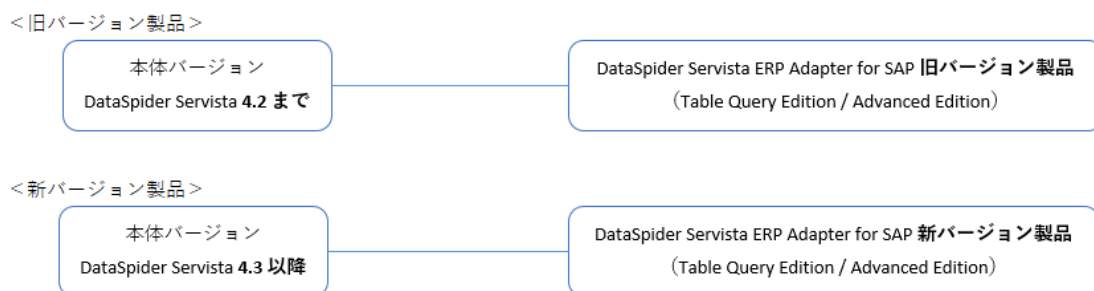 ＜旧バージョン製品＞
本体バージョン
DataSpider Servista 4.2 まで
DataSpider Servista ERP Adapter for SAP 旧バージョン製品
（Table Query Edition / Advanced Edition）
＜新バージョン製品＞
本体バージョン
DataSpider Servista 4.3 以降
DataSpider Servista ERP Adapter for SAP 新バージョン製品
（Table Query Edition / Advanced Edition）